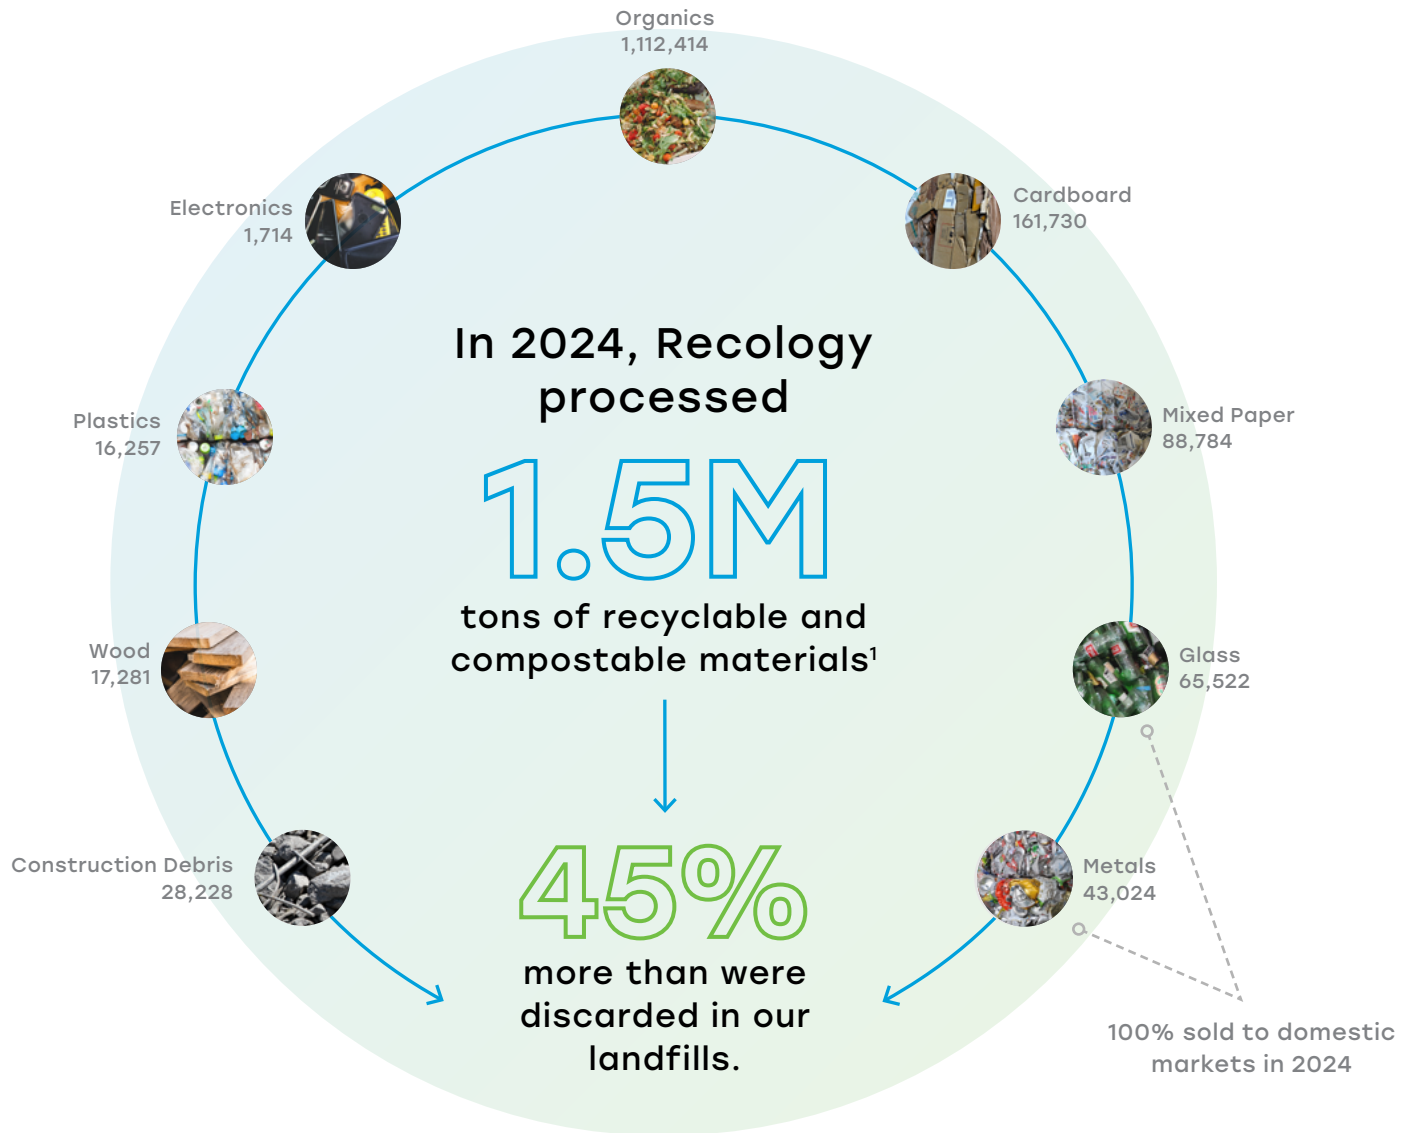 Organics
1,112,414
Electronics
1,714
Cardboard
161,730
In 2024, Recology
processed
Plastics
16,257
Mixed Paper
88,784
1.5M
tons of recyclable and
compostable materials¹
Wood
17,281
Glass
65,522
45%
more than were
discarded in our
landfills.
Construction Debris
28,228
Metals
43,024
100% sold to domestic
markets in 2024